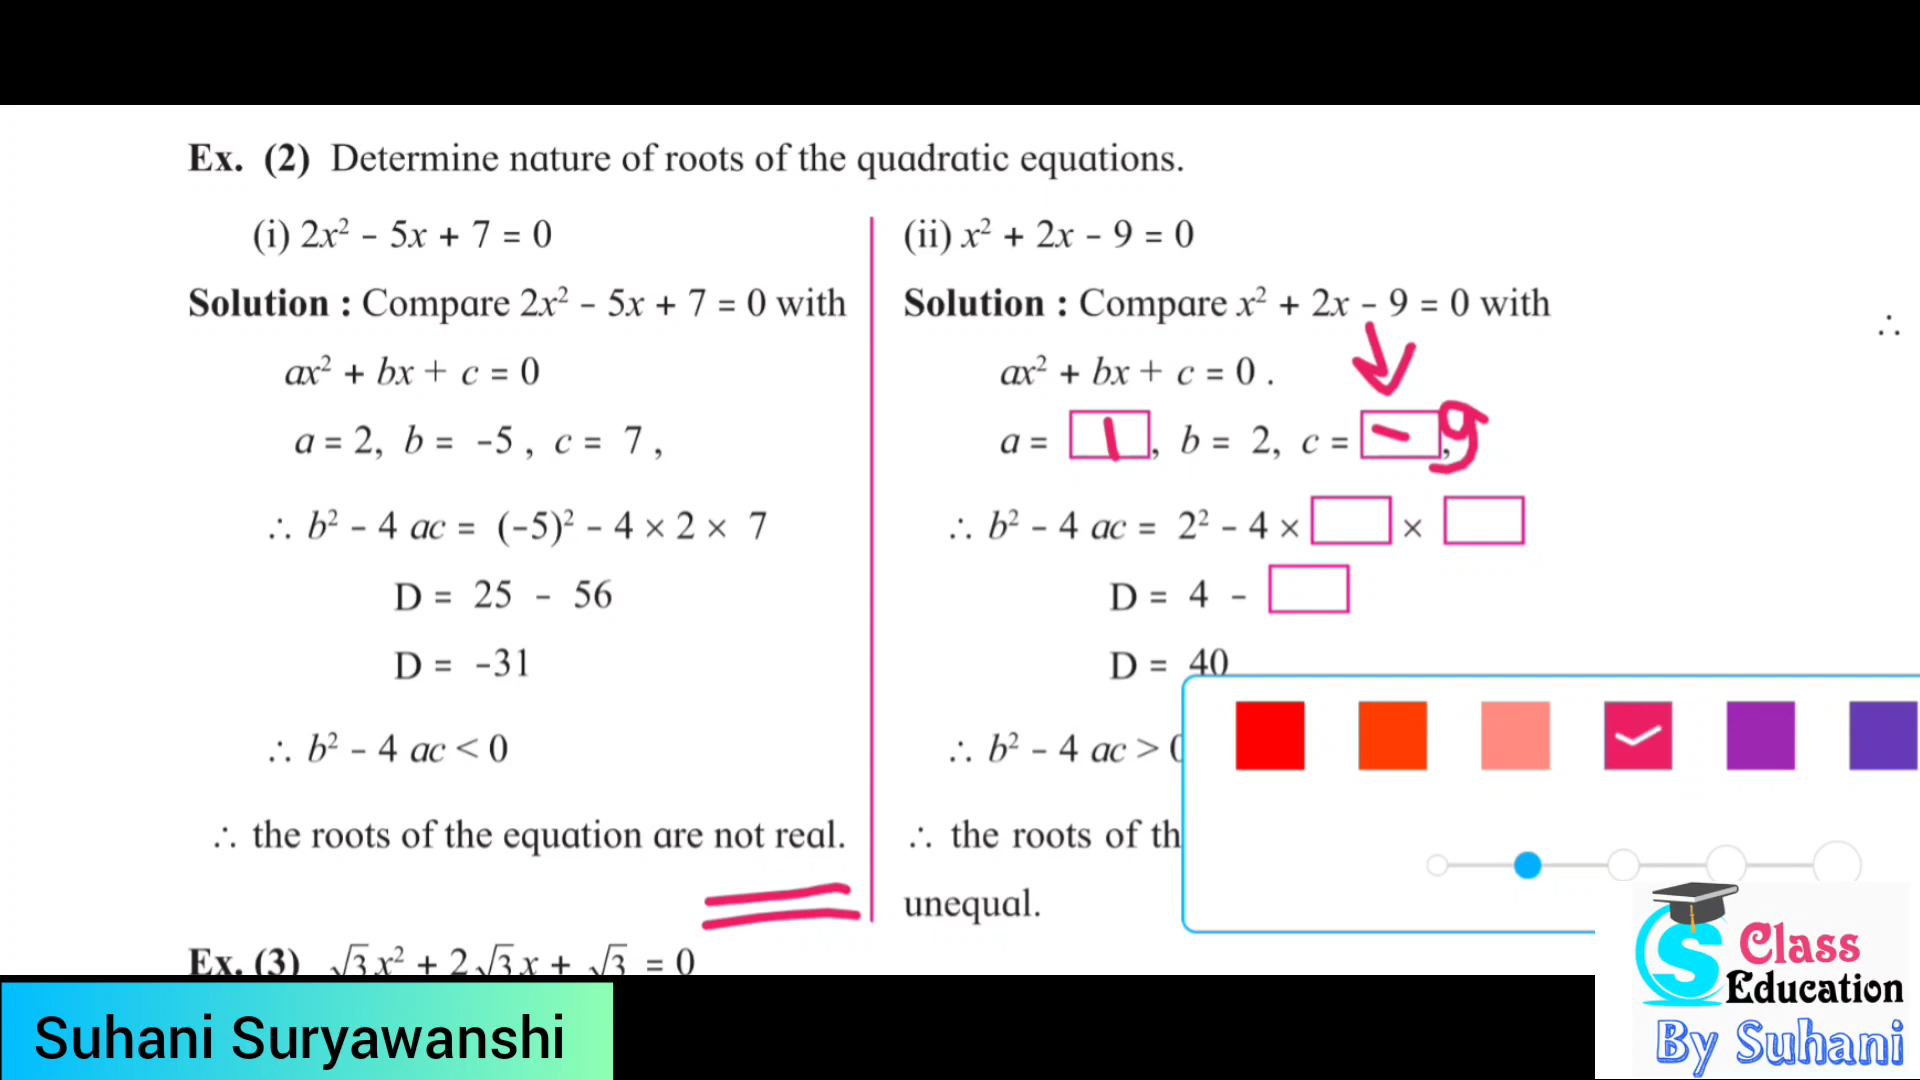 Ex. (2) Determine nature of roots of the quadratic equations.
(i) 2x² - 5x + 7 = 0
Solution : Compare 2x² - 5x + 7 = 0 with
ax² + bx + c = 0
a = 2, b = -5 , c = 7 ,
∴ b² - 4 ac = (-5)² - 4 × 2 × 7
D = 25 - 56
D = -31
∴ b² - 4 ac < 0
∴ the roots of the equation are not real.
(ii) x² + 2x - 9 = 0
Solution : Compare x² + 2x - 9 = 0 with
ax² + bx + c = 0 .
a = 1, b = 2, c = -9,
∴ b² - 4 ac = 2² - 4 × ×
D = 4 -
D = 40
∴ b² - 4 ac >
∴ the roots of th
unequal.
∴
Ex. (3) √3 x² + 2√3 x + √3 = 0
Suhani Suryawanshi
S Class
Education
By Suhani